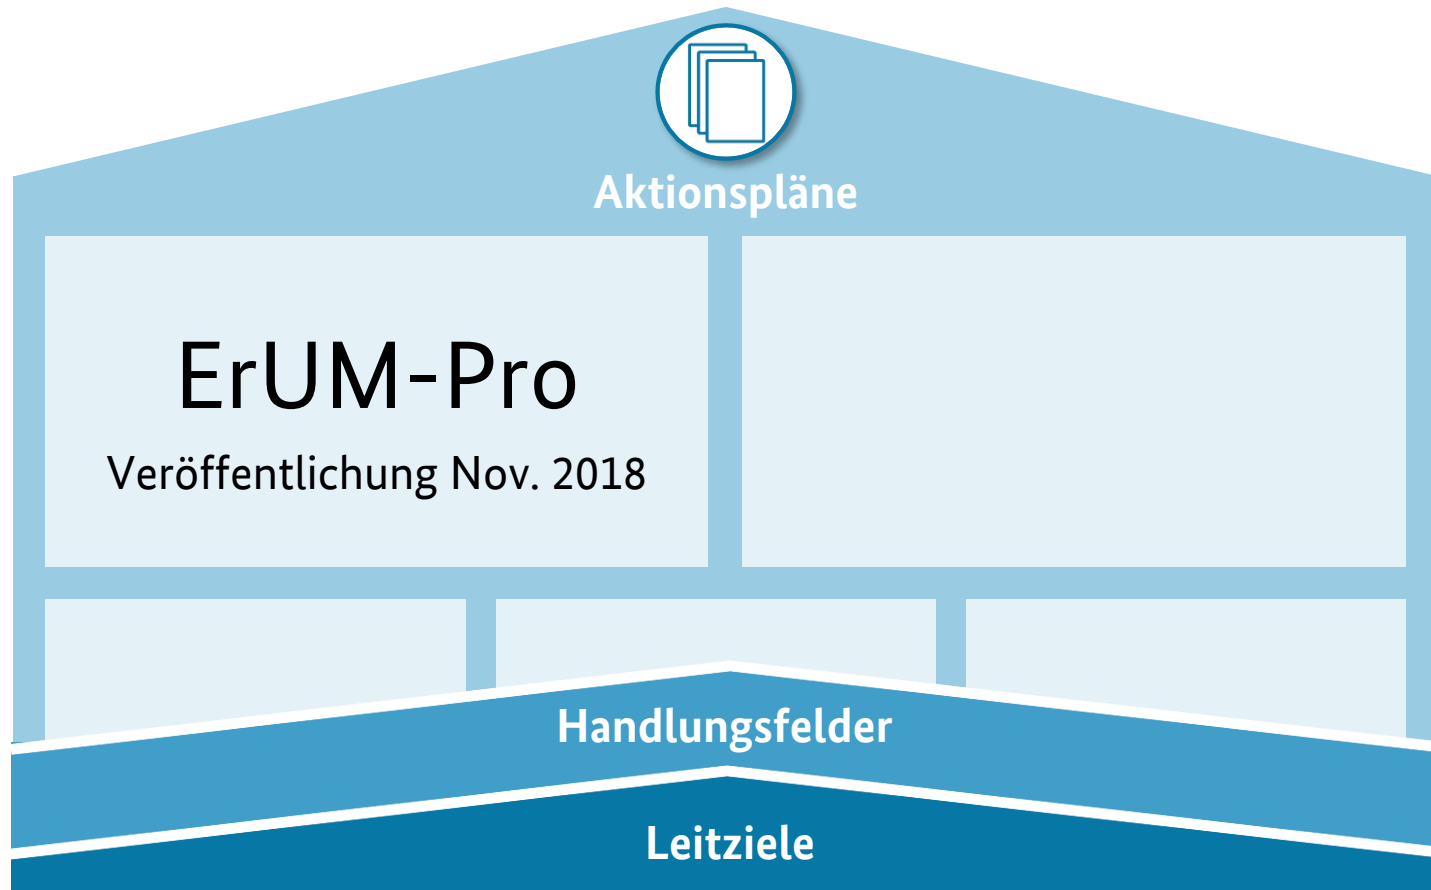 Aktionspläne
ErUM-Pro
Veröffentlichung Nov. 2018
Handlungsfelder
Leitziele